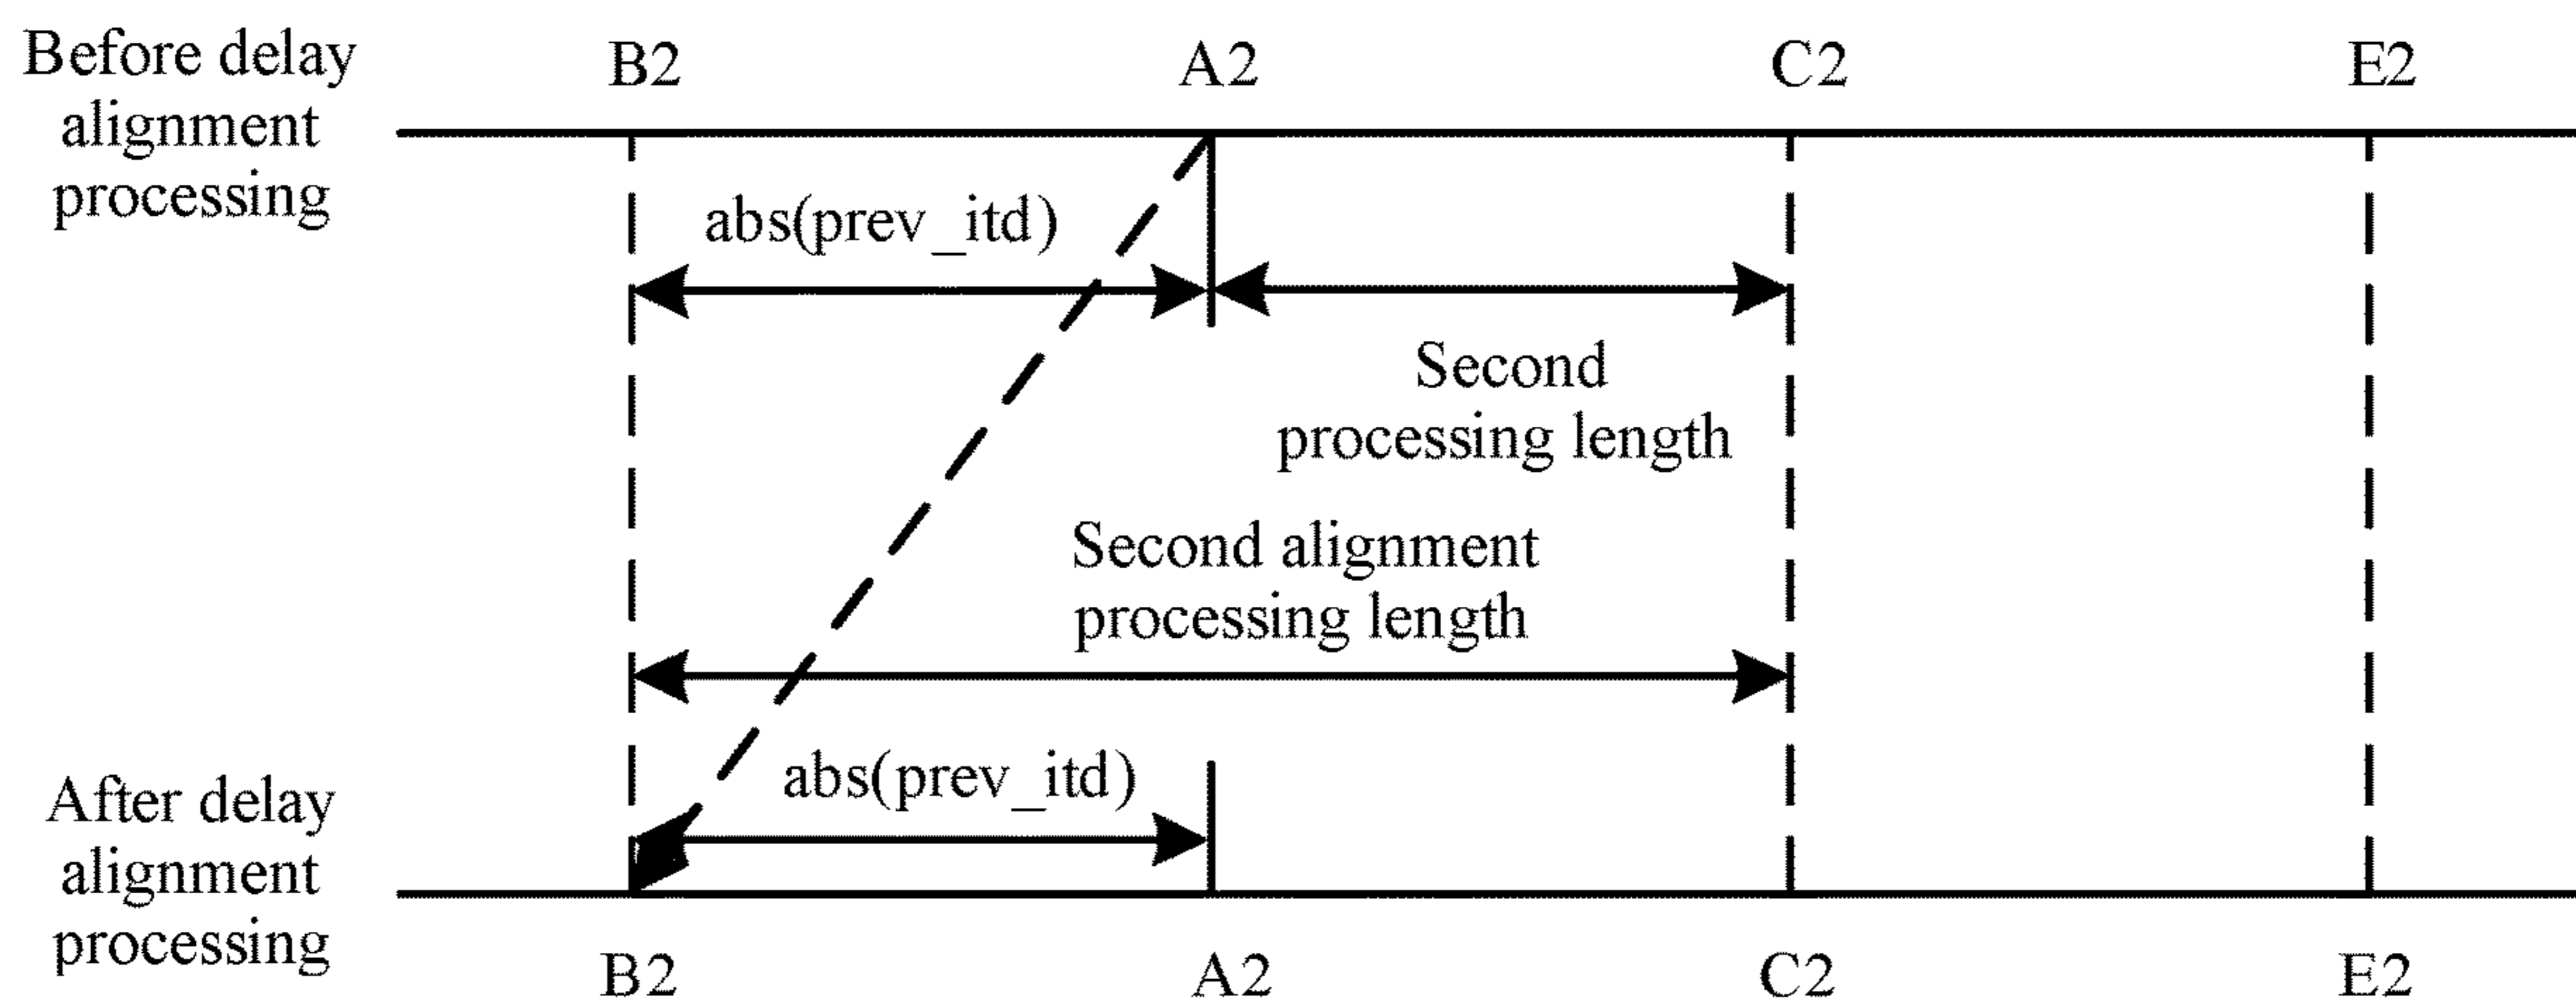 Before delay
alignment
processing
B2 A2 C2 E2
abs(prev_itd)
Second
processing length
Second alignment
processing length
abs(prev_itd)
After delay
alignment
processing
B2 A2 C2 E2